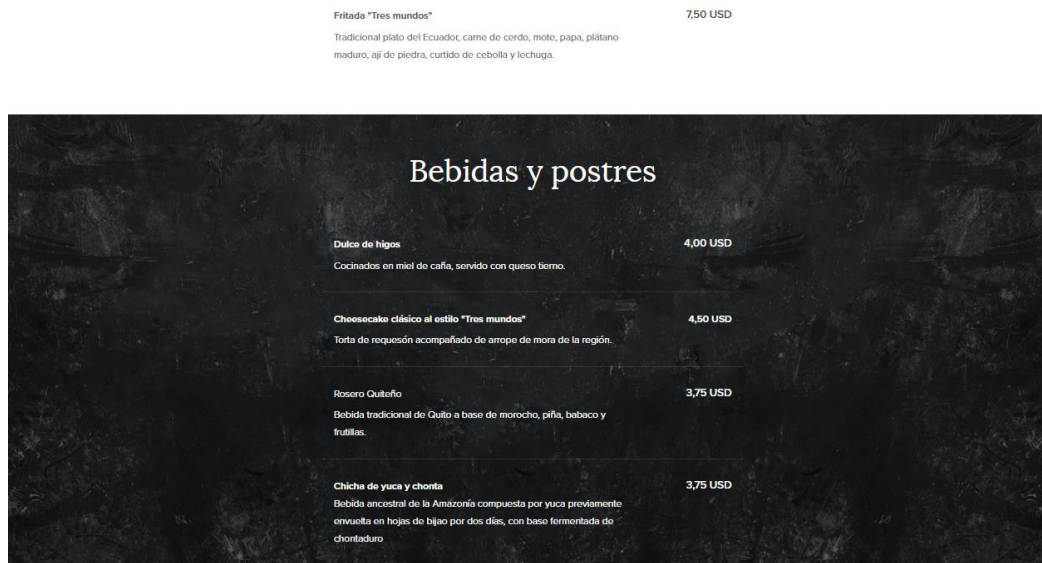 Fritada "Tres mundos" 7,50 USD
Tradicional plato del Ecuador, carne de cerdo, mote, papa, plátano
maduro, ají de piedra, curtido de cebolla y lechuga.
Bebidas y postres
Dulce de higos 4,00 USD
Cocinados en miel de caña, servido con queso tierno.
Cheesecake clásico al estilo "Tres mundos" 4,50 USD
Torta de requesón acompañado de arrope de mora de la región.
Rosero Quiteño 3,75 USD
Bebida tradicional de Quito a base de morocho, piña, babaco y
frutillas.
Chicha de yuca y chonta 3,75 USD
Bebida ancestral de la Amazonía compuesta por yuca previamente
envuelta en hojas de bijao por dos días, con base fermentada de
chontaduro